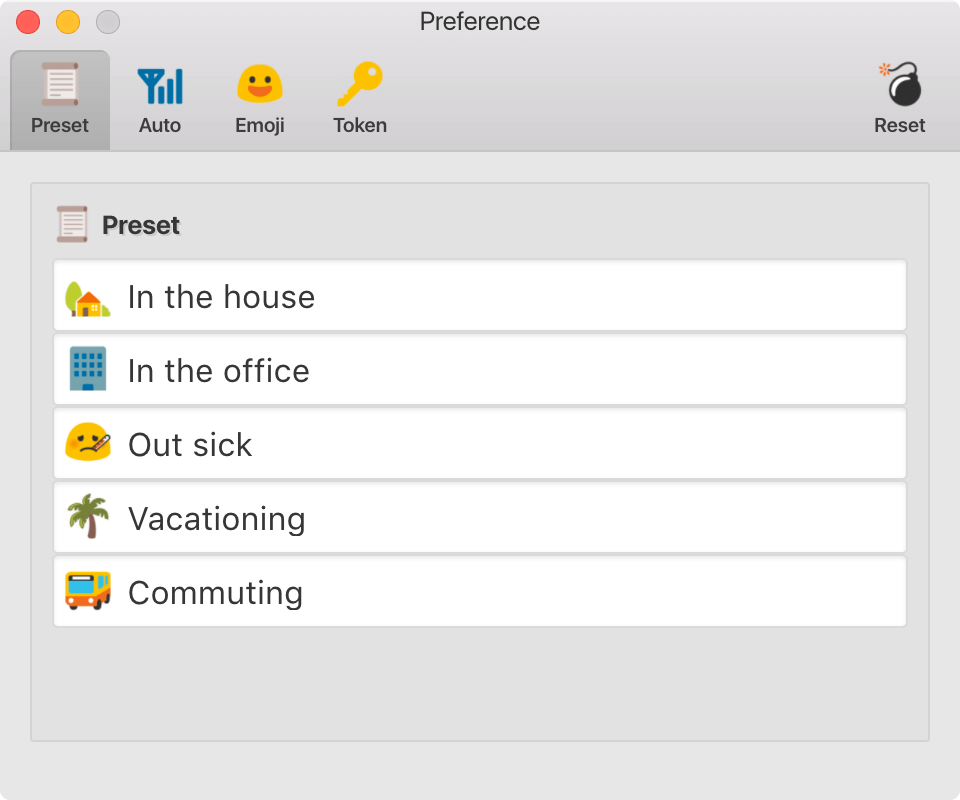 Preference
Preset
Auto
Emoji
Token
Reset
Preset
In the house
In the office
Out sick
Vacationing
Commuting